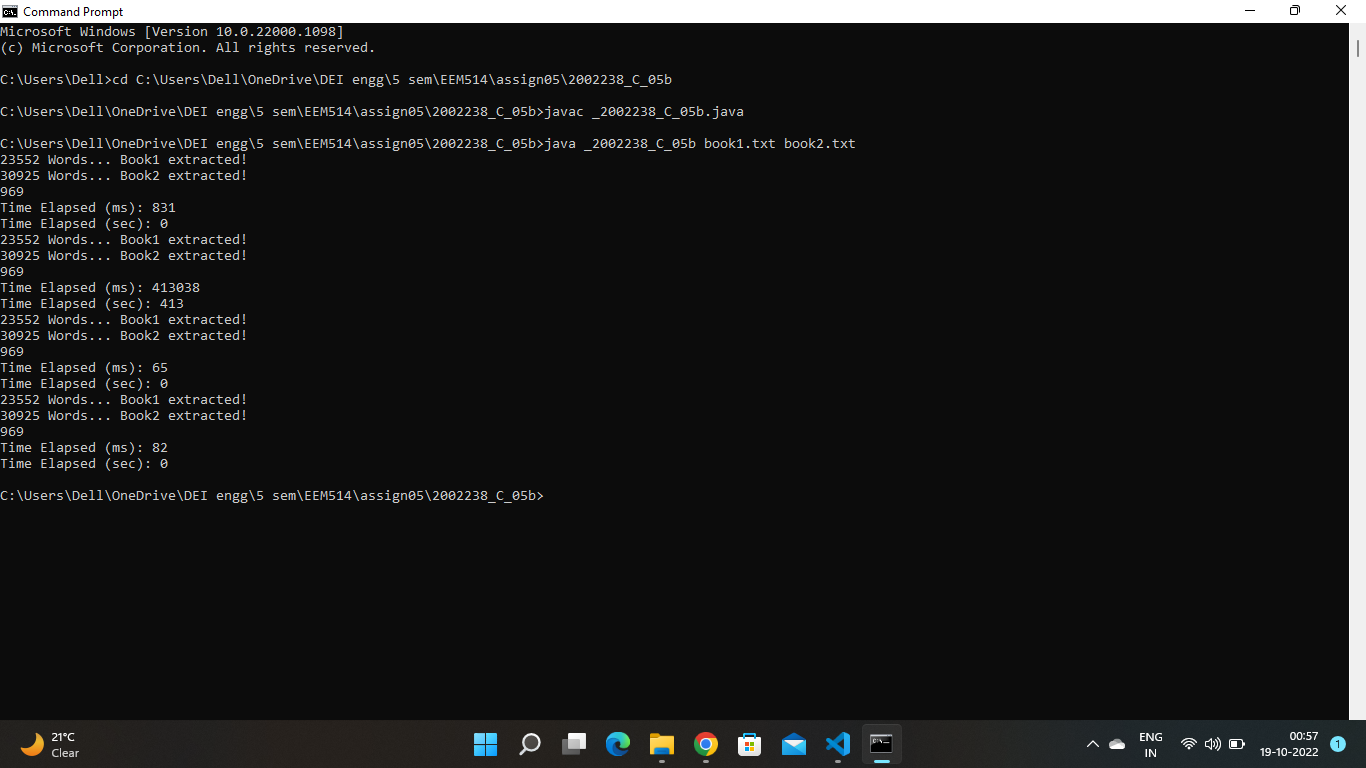 Command Prompt
Microsoft Windows [Version 10.0.22000.1098]
(c) Microsoft Corporation. All rights reserved.
C:\Users\Dell>cd C:\Users\Dell\OneDrive\DEI engg\5 sem\EEM514\assign05\2002238_C_05b
C:\Users\Dell\OneDrive\DEI engg\5 sem\EEM514\assign05\2002238_C_05b>javac _2002238_C_05b.java
C:\Users\Dell\OneDrive\DEI engg\5 sem\EEM514\assign05\2002238_C_05b>java _2002238_C_05b book1.txt book2.txt
23552 Words... Book1 extracted!
30925 Words... Book2 extracted!
969
Time Elapsed (ms): 831
Time Elapsed (sec): 0
23552 Words... Book1 extracted!
30925 Words... Book2 extracted!
969
Time Elapsed (ms): 413038
Time Elapsed (sec): 413
23552 Words... Book1 extracted!
30925 Words... Book2 extracted!
969
Time Elapsed (ms): 65
Time Elapsed (sec): 0
23552 Words... Book1 extracted!
30925 Words... Book2 extracted!
969
Time Elapsed (ms): 82
Time Elapsed (sec): 0
C:\Users\Dell\OneDrive\DEI engg\5 sem\EEM514\assign05\2002238_C_05b>
21°C
Clear
ENG
IN
00:57
19-10-2022
1